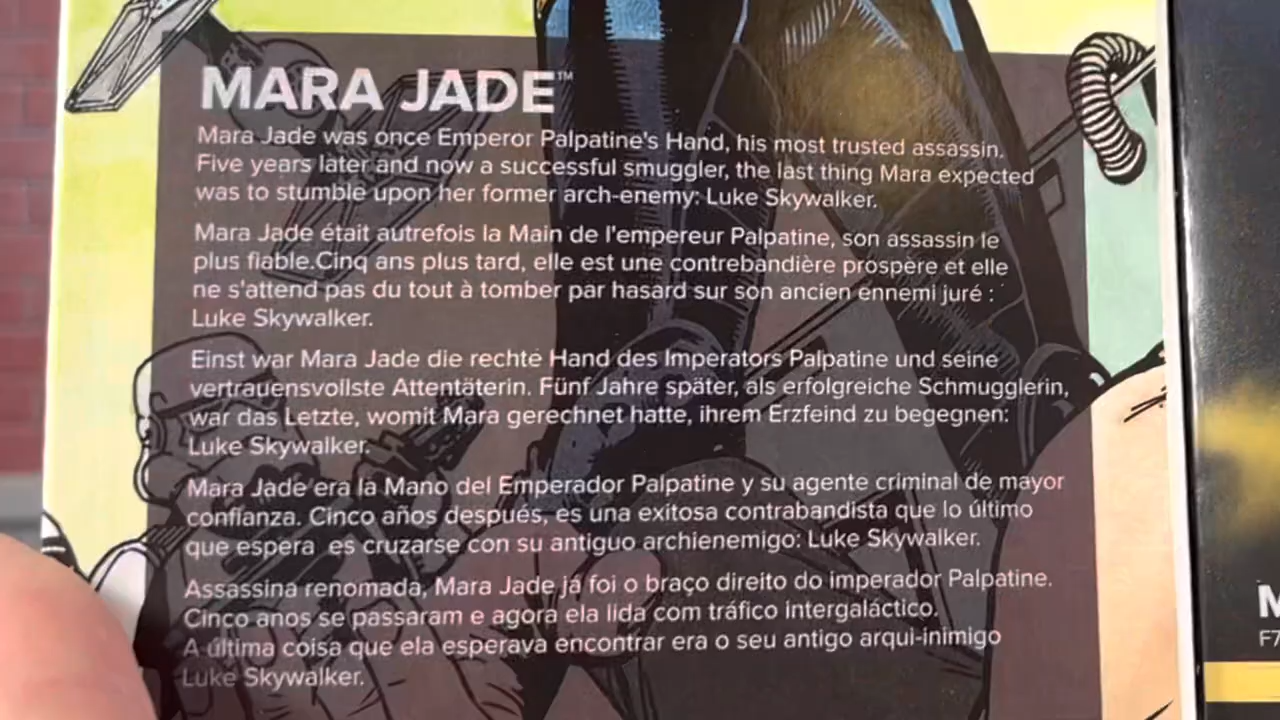 MARA JADE™
Mara Jade was once Emperor Palpatine's Hand, his most trusted assassin.
Five years later and now a successful smuggler, the last thing Mara expected
was to stumble upon her former arch-enemy: Luke Skywalker.
Mara Jade était autrefois la Main de l'empereur Palpatine, son assassin le
plus fiable.Cinq ans plus tard, elle est une contrebandière prospère et elle
ne s'attend pas du tout à tomber par hasard sur son ancien ennemi juré :
Luke Skywalker.
Einst war Mara Jade die rechte Hand des Imperators Palpatine und seine
vertrauensvollste Attentäterin. Fünf Jahre später, als erfolgreiche Schmugglerin,
war das Letzte, womit Mara gerechnet hatte, ihrem Erzfeind zu begegnen:
Luke Skywalker.
Mara Jade era la Mano del Emperador Palpatine y su agente criminal de mayor
confianza. Cinco años después, es una exitosa contrabandista que lo último
que espera es cruzarse con su antiguo archienemigo: Luke Skywalker.
Assassina renomada, Mara Jade já foi o braço direito do imperador Palpatine.
Cinco anos se passaram e agora ela lida com tráfico intergaláctico.
A última coisa que ela esperava encontrar era o seu antigo arqui-inimigo
Luke Skywalker.
M
F7